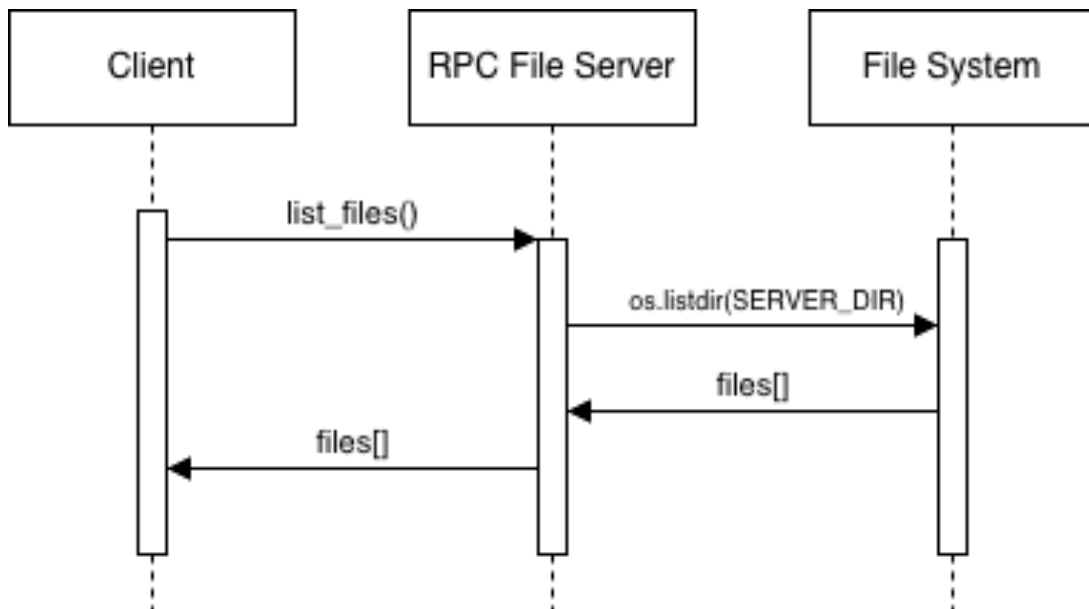 Client
RPC File Server
File System
list_files()
os.listdir(SERVER_DIR)
files[]
files[]